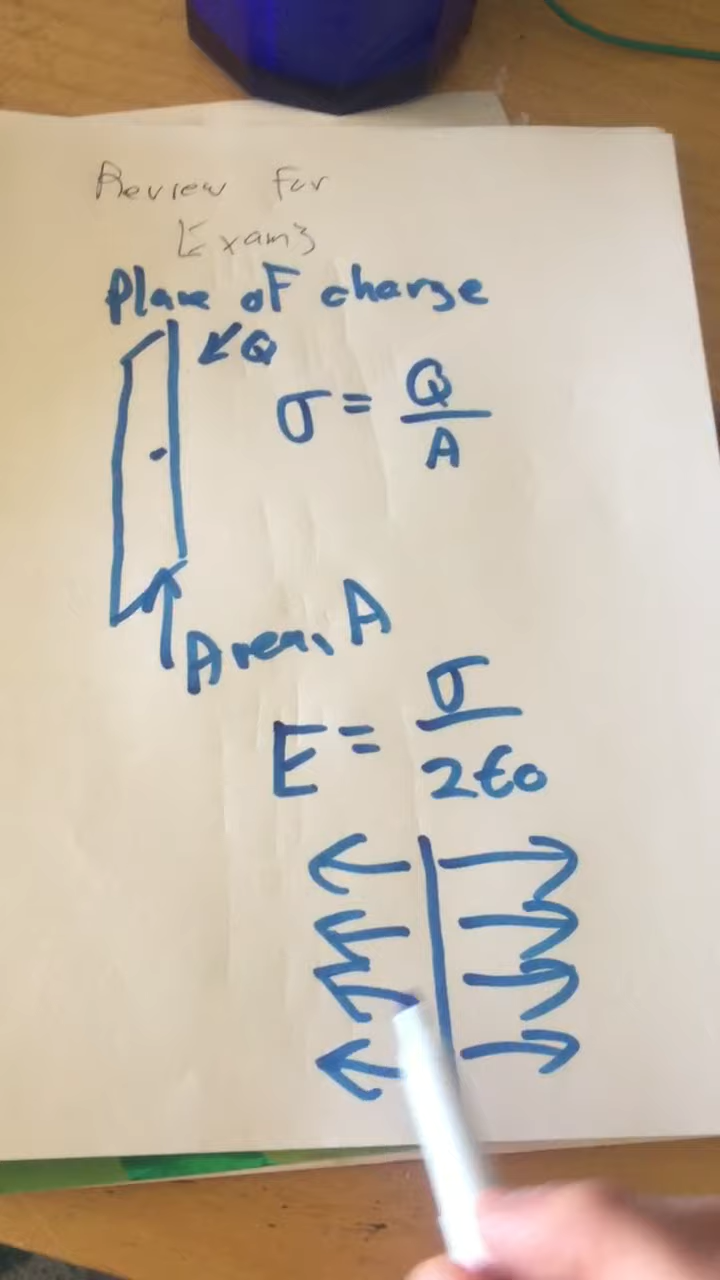 Review for
Exam 3
Plane of charge
Q
σ = Q/A
Area, A
E = σ/2ϵ0